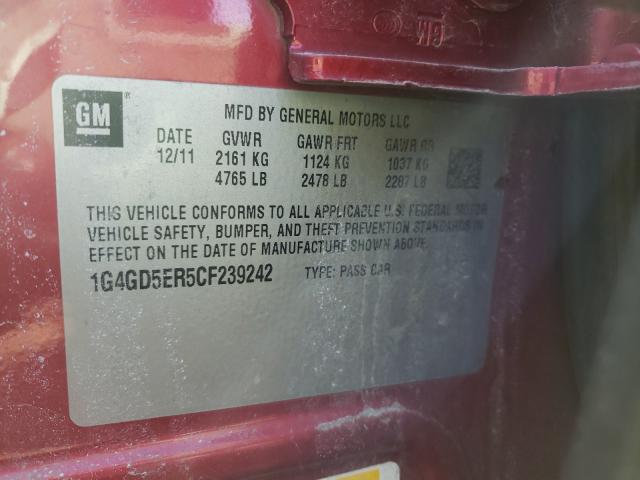 GM
GM
MFD BY GENERAL MOTORS LLC
DATE GVWR GAWR FRT GAWR RR
12/11 2161 KG 1124 KG 1037 KG
4765 LB 2478 LB 2287 LB
THIS VEHICLE CONFORMS TO ALL APPLICABLE U.S. FEDERAL MOTOR
VEHICLE SAFETY, BUMPER, AND THEFT PREVENTION STANDARDS IN
EFFECT ON THE DATE OF MANUFACTURE SHOWN ABOVE.
1G4GD5ER5CF239242 TYPE: PASS CAR